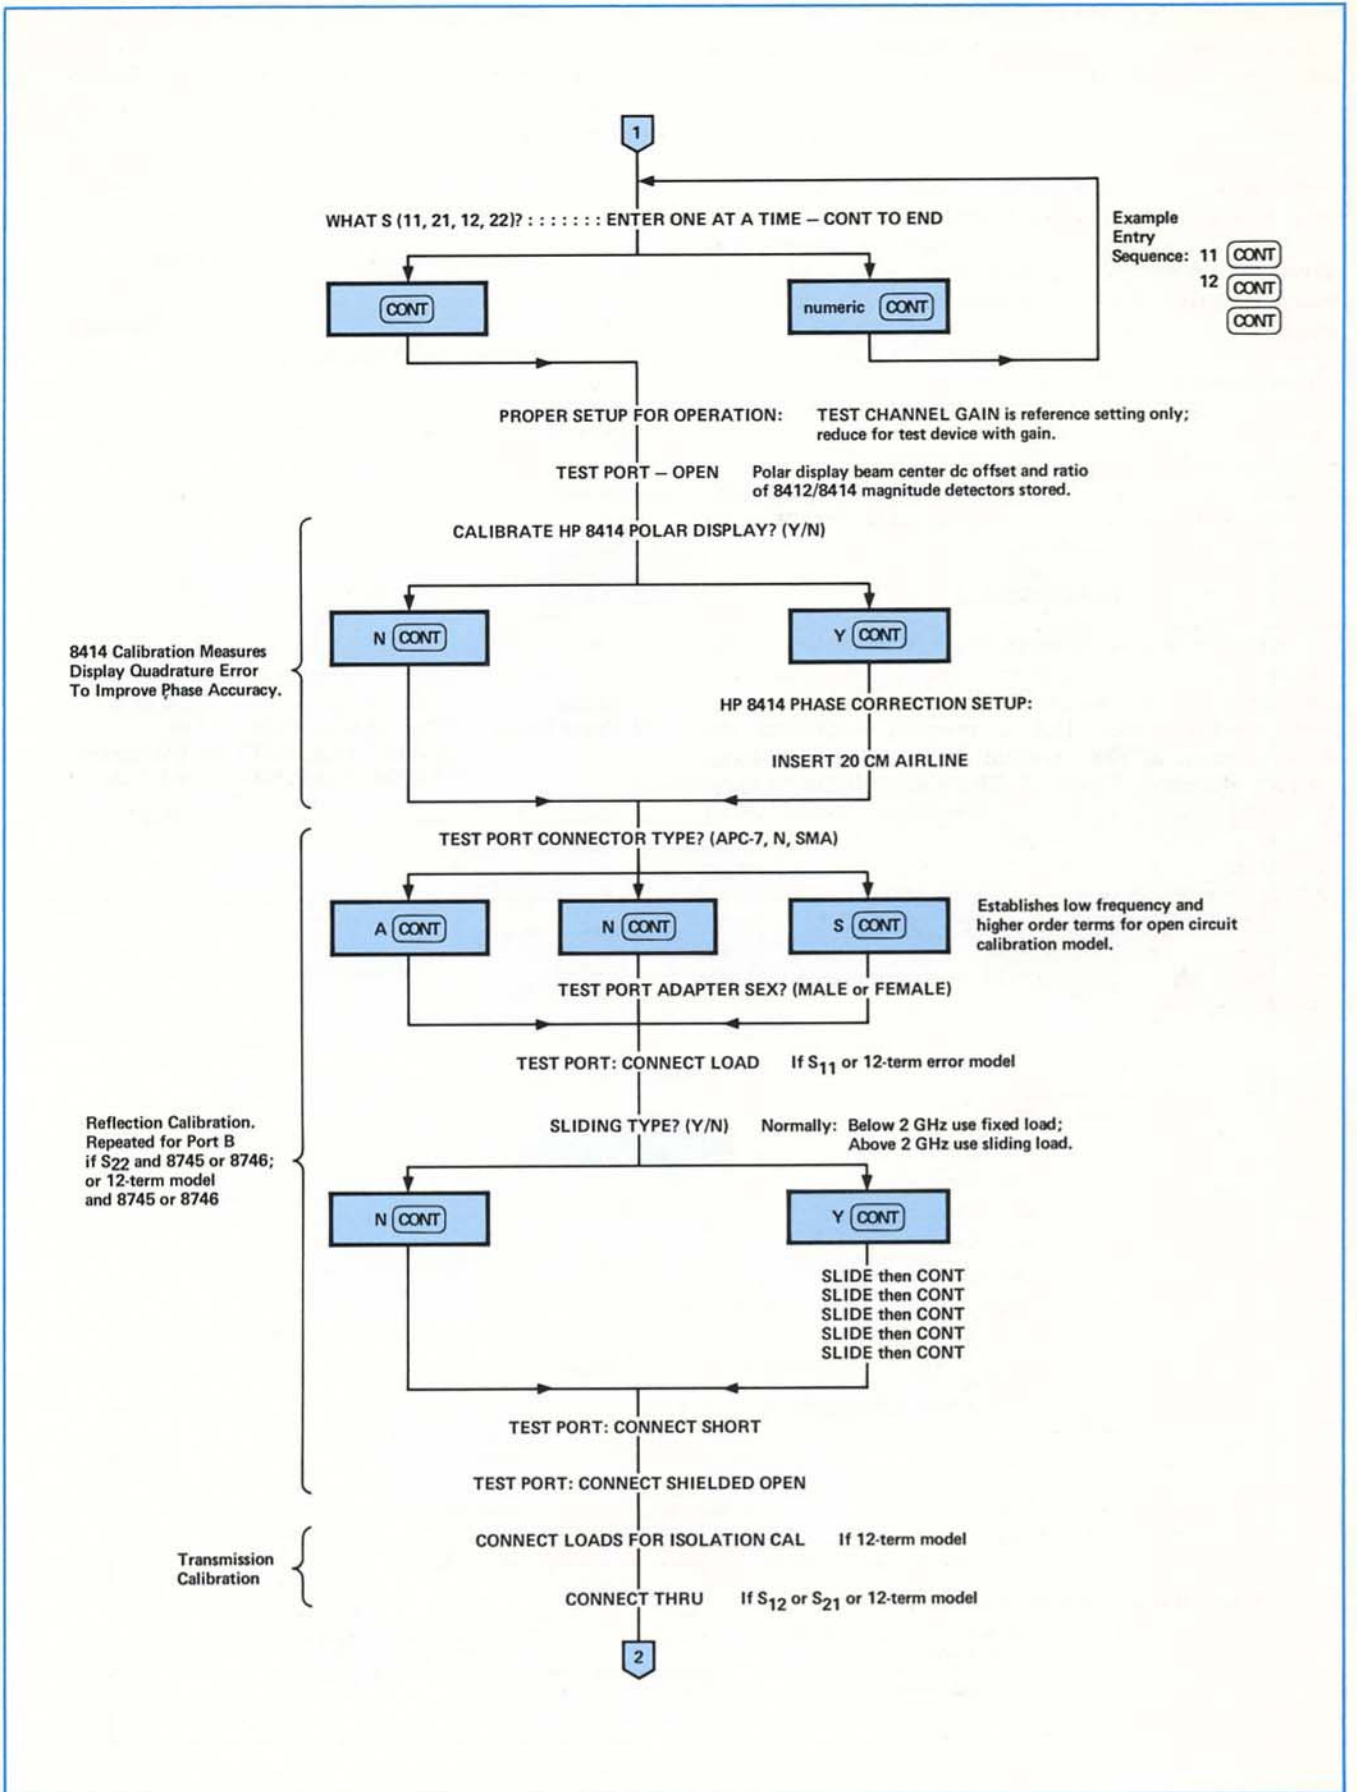 1
WHAT S (11, 21, 12, 22)? : : : : : : : ENTER ONE AT A TIME – CONT TO END
Example
Entry
Sequence: 11 CONT
12 CONT
CONT
CONT
numeric CONT
PROPER SETUP FOR OPERATION: TEST CHANNEL GAIN is reference setting only;
reduce for test device with gain.
TEST PORT – OPEN Polar display beam center dc offset and ratio
of 8412/8414 magnitude detectors stored.
CALIBRATE HP 8414 POLAR DISPLAY? (Y/N)
N CONT
Y CONT
8414 Calibration Measures
Display Quadrature Error
To Improve Phase Accuracy.
HP 8414 PHASE CORRECTION SETUP:
INSERT 20 CM AIRLINE
TEST PORT CONNECTOR TYPE? (APC-7, N, SMA)
A CONT
N CONT
S CONT
Establishes low frequency and
higher order terms for open circuit
calibration model.
TEST PORT ADAPTER SEX? (MALE or FEMALE)
TEST PORT: CONNECT LOAD If S11 or 12-term error model
Reflection Calibration.
Repeated for Port B
if S22 and 8745 or 8746;
or 12-term model
and 8745 or 8746
SLIDING TYPE? (Y/N) Normally: Below 2 GHz use fixed load;
Above 2 GHz use sliding load.
N CONT
Y CONT
SLIDE then CONT
SLIDE then CONT
SLIDE then CONT
SLIDE then CONT
SLIDE then CONT
TEST PORT: CONNECT SHORT
TEST PORT: CONNECT SHIELDED OPEN
Transmission
Calibration
CONNECT LOADS FOR ISOLATION CAL If 12-term model
CONNECT THRU If S12 or S21 or 12-term model
2